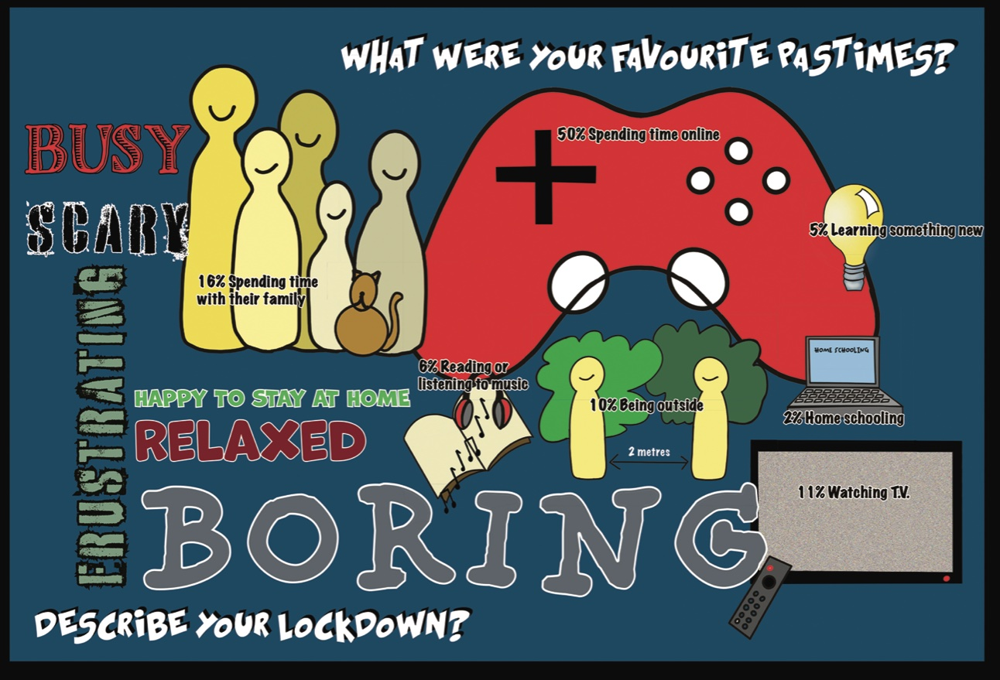 WHAT WERE YOUR FAVOURITE PASTIMES?
BUSY
SCARY
FRUSTRATING
50% Spending time online
5% Learning something new
16% Spending time
with their family
6% Reading or
listening to music
10% Being outside
2 metres
HOME SCHOOLING
2% Home schooling
11% Watching T.V.
HAPPY TO STAY AT HOME
RELAXED
BORING
DESCRIBE YOUR LOCKDOWN?